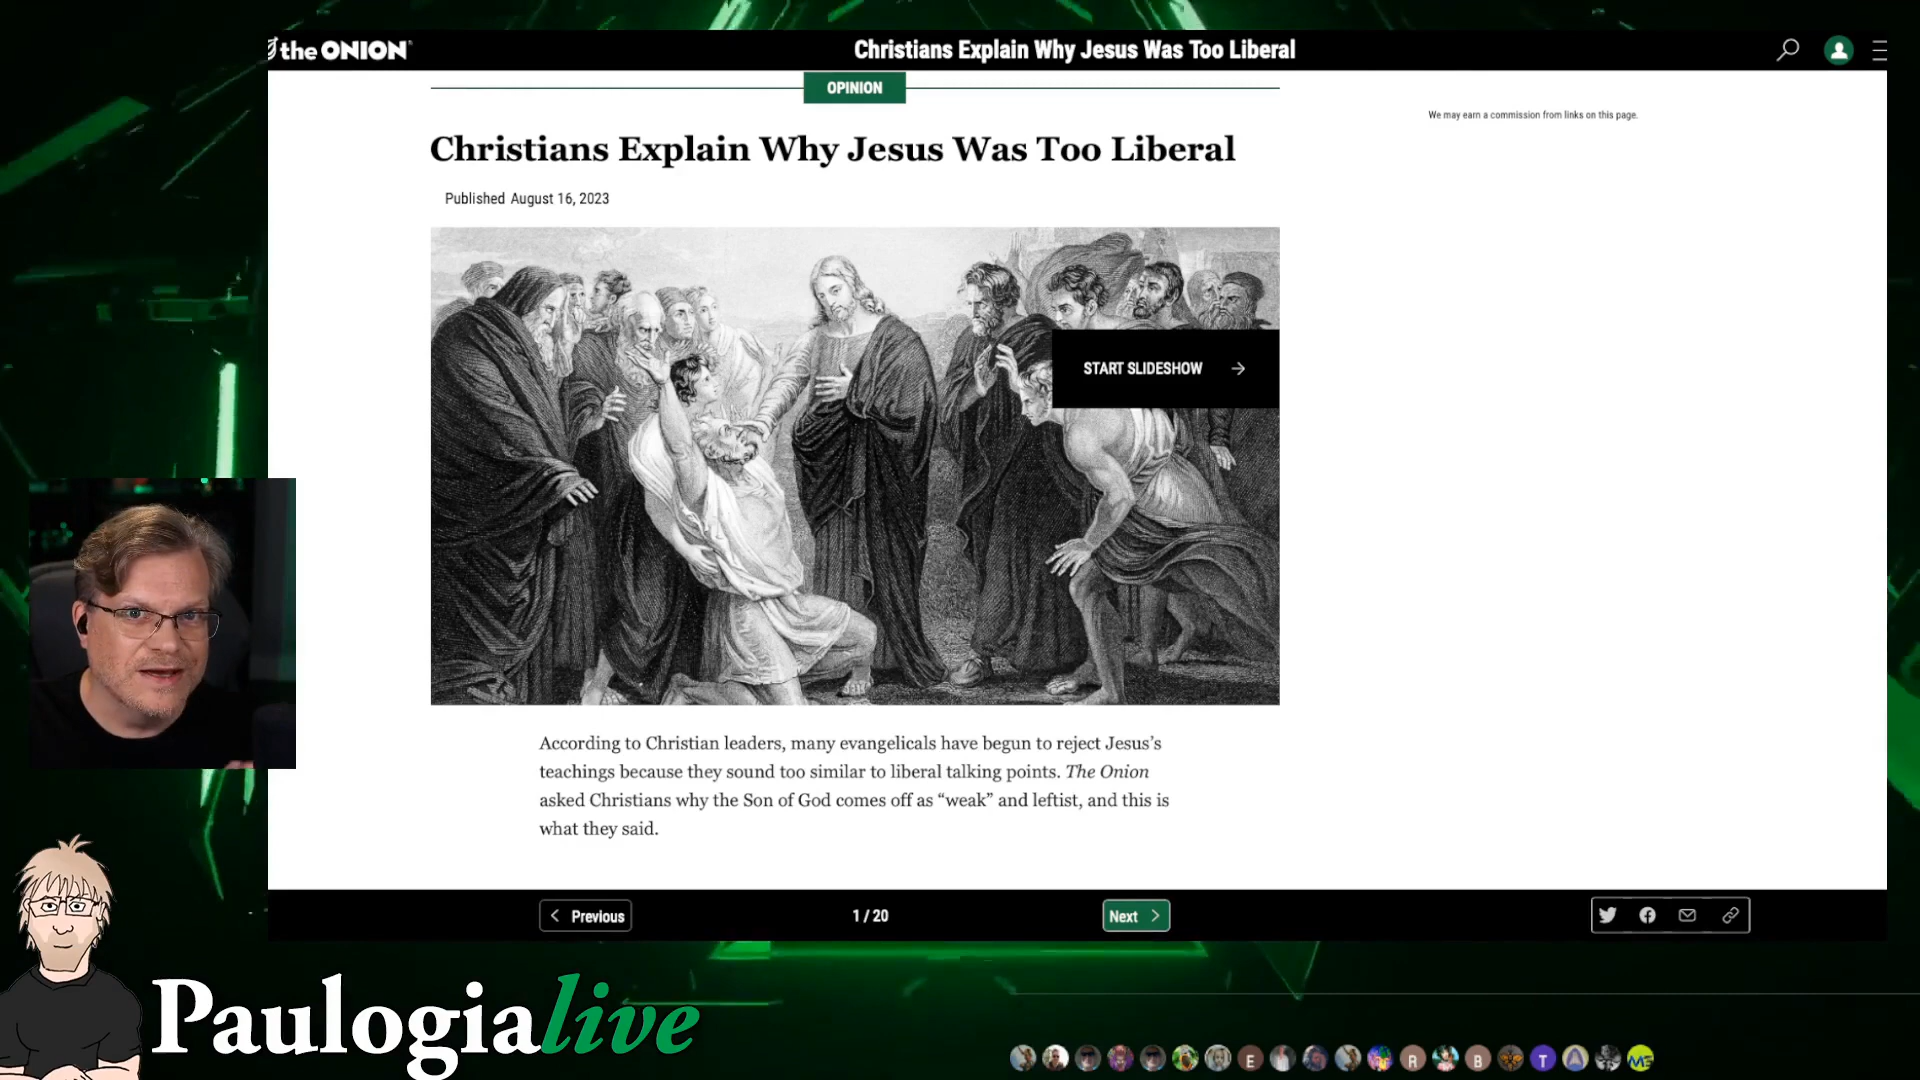 the ONION
Christians Explain Why Jesus Was Too Liberal
OPINION
We may earn a commission from links on this page.
Christians Explain Why Jesus Was Too Liberal
Published August 16, 2023
START SLIDESHOW
According to Christian leaders, many evangelicals have begun to reject Jesus’s
teachings because they sound too similar to liberal talking points. The Onion
asked Christians why the Son of God comes off as “weak” and leftist, and this is
what they said.
Previous
1 / 20
Next
Paulogialive
E
R
B
T
A